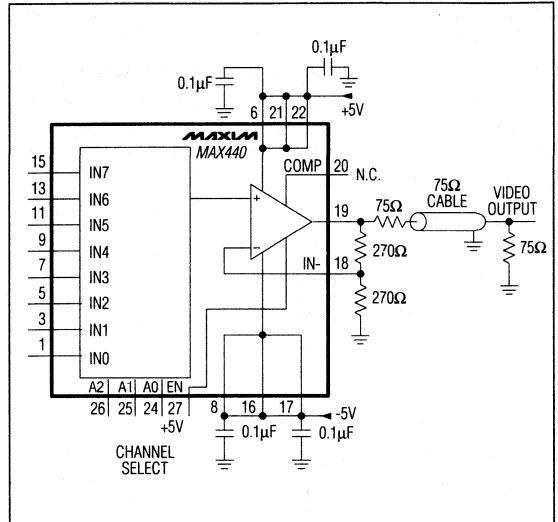 0.1µF
0.1µF
6 21 22
+5V
MAXIM
MAX440
COMP 20 N.C.
15 IN7
13 IN6
11 IN5
9 IN4
7 IN3
5 IN2
3 IN1
1 IN0
+
−
19
75Ω
75Ω
CABLE
VIDEO
OUTPUT
75Ω
270Ω
IN- 18
270Ω
A2 A1 A0 EN
26 25 24 27
+5V
8 16 17
-5V
0.1µF 0.1µF
CHANNEL
SELECT